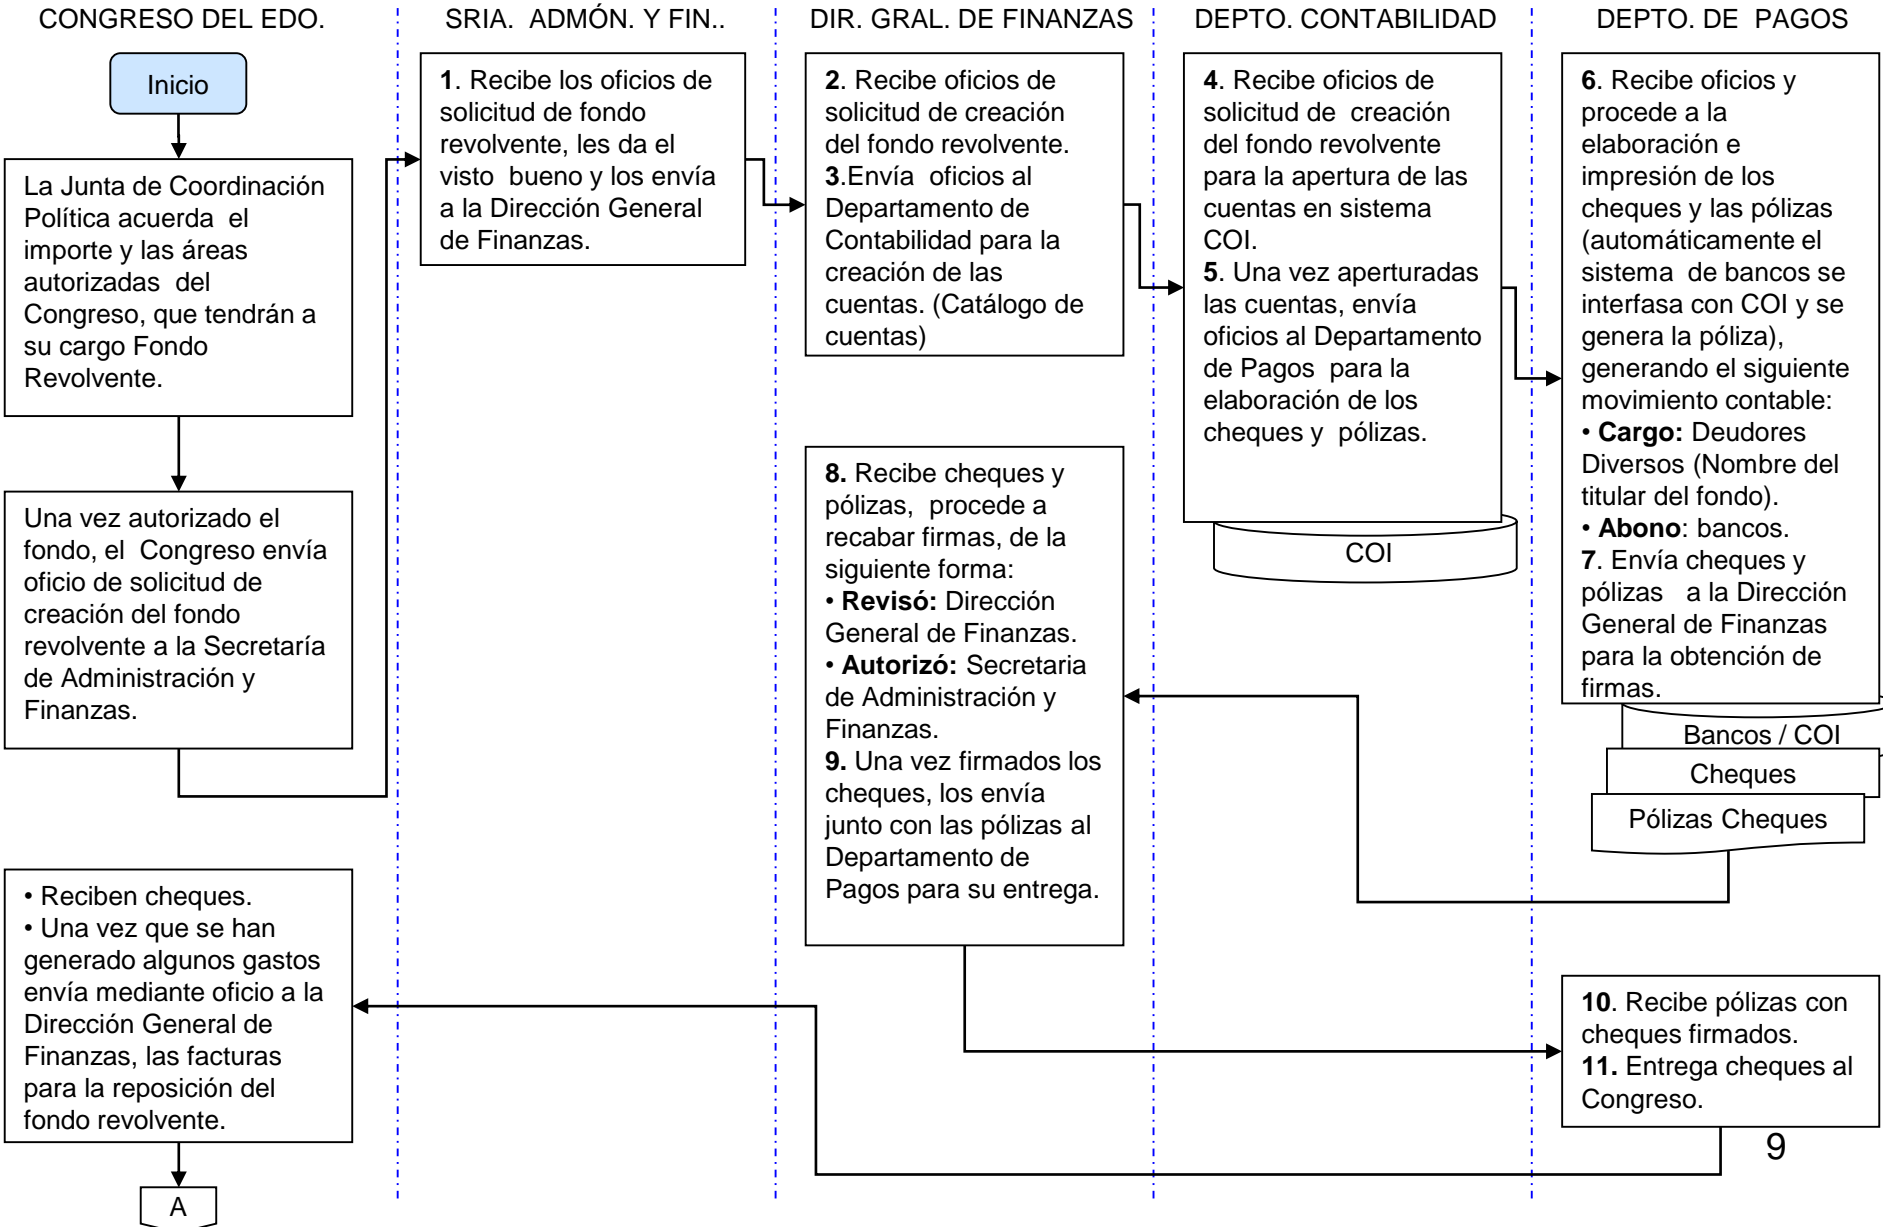 CONGRESO DEL EDO.
SRIA. ADMÓN. Y FIN..
DIR. GRAL. DE FINANZAS
DEPTO. CONTABILIDAD
DEPTO. DE PAGOS
Inicio
La Junta de Coordinación
Política acuerda el
importe y las áreas
autorizadas del
Congreso, que tendrán a
su cargo Fondo
Revolvente.
Una vez autorizado el
fondo, el Congreso envía
oficio de solicitud de
creación del fondo
revolvente a la Secretaría
de Administración y
Finanzas.
1. Recibe los oficios de
solicitud de fondo
revolvente, les da el
visto bueno y los envía
a la Dirección General
de Finanzas.
2. Recibe oficios de
solicitud de creación
del fondo revolvente.
3.Envía oficios al
Departamento de
Contabilidad para la
creación de las
cuentas. (Catálogo de
cuentas)
4. Recibe oficios de
solicitud de creación
del fondo revolvente
para la apertura de las
cuentas en sistema
COI.
5. Una vez aperturadas
las cuentas, envía
oficios al Departamento
de Pagos para la
elaboración de los
cheques y pólizas.
COI
6. Recibe oficios y
procede a la
elaboración e
impresión de los
cheques y las pólizas
(automáticamente el
sistema de bancos se
interfasa con COI y se
genera la póliza),
generando el siguiente
movimiento contable:
• Cargo: Deudores
Diversos (Nombre del
titular del fondo).
• Abono: bancos.
7. Envía cheques y
pólizas a la Dirección
General de Finanzas
para la obtención de
firmas.
Bancos / COI
Cheques
Pólizas Cheques
8. Recibe cheques y
pólizas, procede a
recabar firmas, de la
siguiente forma:
• Revisó: Dirección
General de Finanzas.
• Autorizó: Secretaria
de Administración y
Finanzas.
9. Una vez firmados los
cheques, los envía
junto con las pólizas al
Departamento de
Pagos para su entrega.
10. Recibe pólizas con
cheques firmados.
11. Entrega cheques al
Congreso.
• Reciben cheques.
• Una vez que se han
generado algunos gastos
envía mediante oficio a la
Dirección General de
Finanzas, las facturas
para la reposición del
fondo revolvente.
A
9